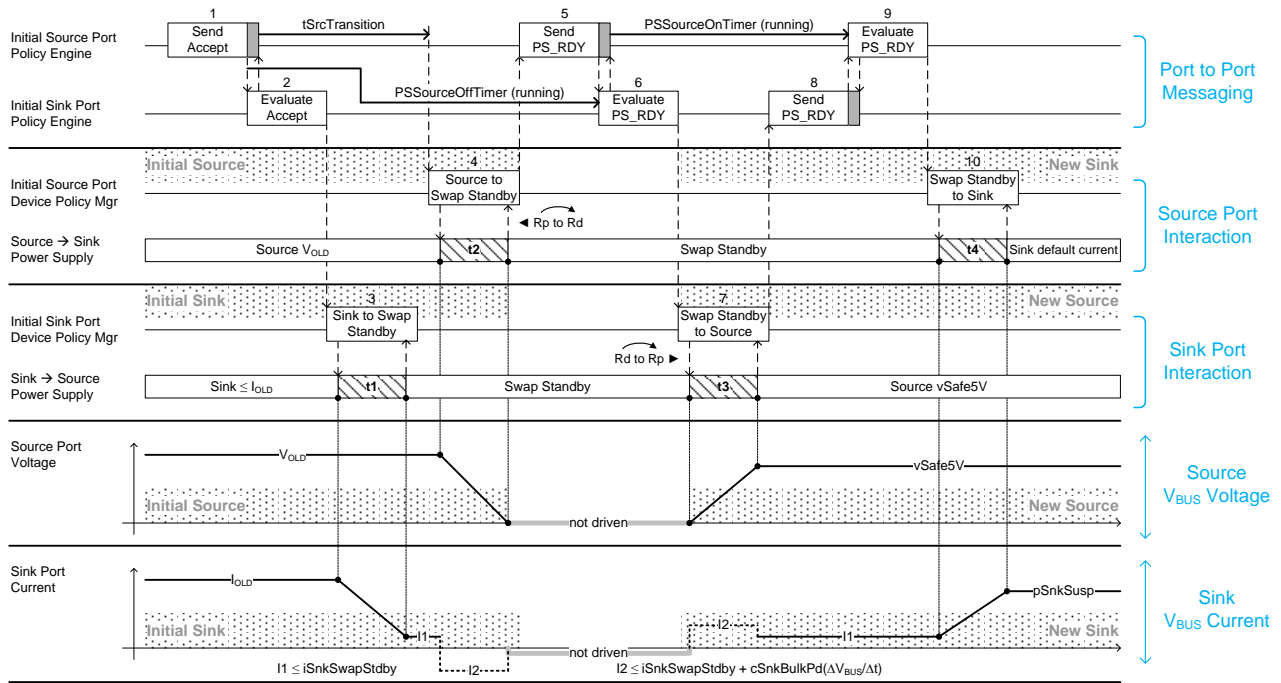 1
Send
Accept
tSrcTransition
5
Send
PS_RDY
PSSourceOnTimer (running)
9
Evaluate
PS_RDY
Initial Source Port
Policy Engine
2
Evaluate
Accept
PSSourceOffTimer (running)
6
Evaluate
PS_RDY
8
Send
PS_RDY
Initial Sink Port
Policy Engine
Port to Port
Messaging
Initial Source
New Sink
Initial Source Port
Device Policy Mgr
4
Source to
Swap Standby
10
Swap Standby
to Sink
◄ Rp to Rd
Source → Sink
Power Supply
Source VOLD
t2
Swap Standby
t4
Sink default current
Source Port
Interaction
Initial Sink
New Source
Initial Sink Port
Device Policy Mgr
3
Sink to Swap
Standby
7
Swap Standby
to Source
Rd to Rp ►
Sink → Source
Power Supply
Sink ≤ IOLD
t1
Swap Standby
t3
Source vSafe5V
Sink Port
Interaction
Source Port
Voltage
VOLD
vSafe5V
Initial Source
not driven
New Source
Source
VBUS Voltage
Sink Port
Current
IOLD
pSnkSusp
Initial Sink
I1
I2
not driven
I2
I1
New Sink
I1 ≤ iSnkSwapStdby
I2 ≤ iSnkSwapStdby + cSnkBulkPd(ΔVBUS/Δt)
Sink
VBUS Current